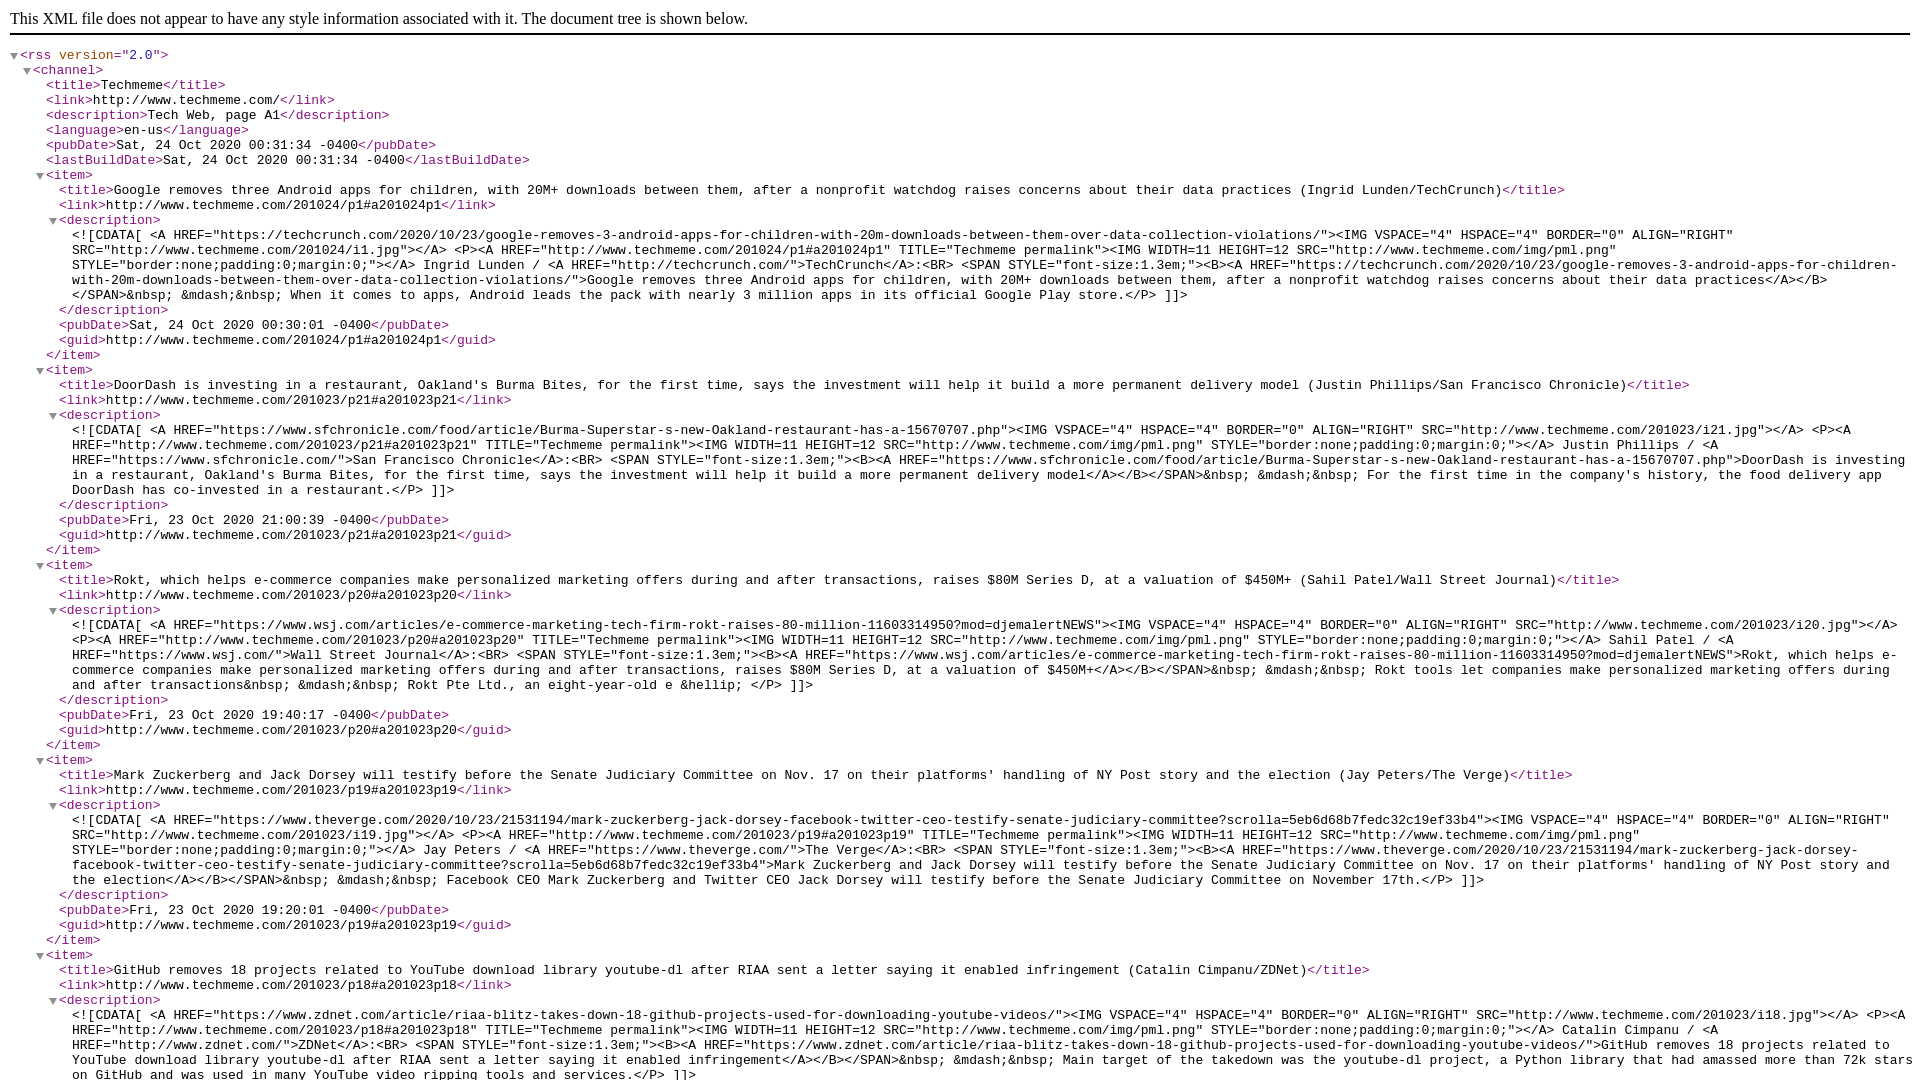 This XML file does not appear to have any style information associated with it. The document tree is shown below.
<rss version="2.0">
<channel>
<title>Techmeme</title>
<link>http://www.techmeme.com/</link>
<description>Tech Web, page A1</description>
<language>en-us</language>
<pubDate>Sat, 24 Oct 2020 00:31:34 -0400</pubDate>
<lastBuildDate>Sat, 24 Oct 2020 00:31:34 -0400</lastBuildDate>
<item>
<title>Google removes three Android apps for children, with 20M+ downloads between them, after a nonprofit watchdog raises concerns about their data practices (Ingrid Lunden/TechCrunch)</title>
<link>http://www.techmeme.com/201024/p1#a201024p1</link>
<description>
<![CDATA[ <A HREF="https://techcrunch.com/2020/10/23/google-removes-3-android-apps-for-children-with-20m-downloads-between-them-over-data-collection-violations/"><IMG VSPACE="4" HSPACE="4" BORDER="0" ALIGN="RIGHT"
SRC="http://www.techmeme.com/201024/i1.jpg"></A> <P><A HREF="http://www.techmeme.com/201024/p1#a201024p1" TITLE="Techmeme permalink"><IMG WIDTH=11 HEIGHT=12 SRC="http://www.techmeme.com/img/pml.png"
STYLE="border:none;padding:0;margin:0;"></A> Ingrid Lunden / <A HREF="http://techcrunch.com/">TechCrunch</A>:<BR> <SPAN STYLE="font-size:1.3em;"><B><A HREF="https://techcrunch.com/2020/10/23/google-removes-3-android-apps-for-children-
with-20m-downloads-between-them-over-data-collection-violations/">Google removes three Android apps for children, with 20M+ downloads between them, after a nonprofit watchdog raises concerns about their data practices</A></B>
</SPAN>&nbsp; &mdash;&nbsp; When it comes to apps, Android leads the pack with nearly 3 million apps in its official Google Play store.</P> ]]>
</description>
<pubDate>Sat, 24 Oct 2020 00:30:01 -0400</pubDate>
<guid>http://www.techmeme.com/201024/p1#a201024p1</guid>
</item>
<item>
<title>DoorDash is investing in a restaurant, Oakland's Burma Bites, for the first time, says the investment will help it build a more permanent delivery model (Justin Phillips/San Francisco Chronicle)</title>
<link>http://www.techmeme.com/201023/p21#a201023p21</link>
<description>
<![CDATA[ <A HREF="https://www.sfchronicle.com/food/article/Burma-Superstar-s-new-Oakland-restaurant-has-a-15670707.php"><IMG VSPACE="4" HSPACE="4" BORDER="0" ALIGN="RIGHT" SRC="http://www.techmeme.com/201023/i21.jpg"></A> <P><A
HREF="http://www.techmeme.com/201023/p21#a201023p21" TITLE="Techmeme permalink"><IMG WIDTH=11 HEIGHT=12 SRC="http://www.techmeme.com/img/pml.png" STYLE="border:none;padding:0;margin:0;"></A> Justin Phillips / <A
HREF="https://www.sfchronicle.com/">San Francisco Chronicle</A>:<BR> <SPAN STYLE="font-size:1.3em;"><B><A HREF="https://www.sfchronicle.com/food/article/Burma-Superstar-s-new-Oakland-restaurant-has-a-15670707.php">DoorDash is investing
in a restaurant, Oakland's Burma Bites, for the first time, says the investment will help it build a more permanent delivery model</A></B></SPAN>&nbsp; &mdash;&nbsp; For the first time in the company's history, the food delivery app
DoorDash has co-invested in a restaurant.</P> ]]>
</description>
<pubDate>Fri, 23 Oct 2020 21:00:39 -0400</pubDate>
<guid>http://www.techmeme.com/201023/p21#a201023p21</guid>
</item>
<item>
<title>Rokt, which helps e-commerce companies make personalized marketing offers during and after transactions, raises $80M Series D, at a valuation of $450M+ (Sahil Patel/Wall Street Journal)</title>
<link>http://www.techmeme.com/201023/p20#a201023p20</link>
<description>
<![CDATA[ <A HREF="https://www.wsj.com/articles/e-commerce-marketing-tech-firm-rokt-raises-80-million-11603314950?mod=djemalertNEWS"><IMG VSPACE="4" HSPACE="4" BORDER="0" ALIGN="RIGHT" SRC="http://www.techmeme.com/201023/i20.jpg"></A>
<P><A HREF="http://www.techmeme.com/201023/p20#a201023p20" TITLE="Techmeme permalink"><IMG WIDTH=11 HEIGHT=12 SRC="http://www.techmeme.com/img/pml.png" STYLE="border:none;padding:0;margin:0;"></A> Sahil Patel / <A
HREF="https://www.wsj.com/">Wall Street Journal</A>:<BR> <SPAN STYLE="font-size:1.3em;"><B><A HREF="https://www.wsj.com/articles/e-commerce-marketing-tech-firm-rokt-raises-80-million-11603314950?mod=djemalertNEWS">Rokt, which helps e-
commerce companies make personalized marketing offers during and after transactions, raises $80M Series D, at a valuation of $450M+</A></B></SPAN>&nbsp; &mdash;&nbsp; Rokt tools let companies make personalized marketing offers during
and after transactions&nbsp; &mdash;&nbsp; Rokt Pte Ltd., an eight-year-old e &hellip; </P> ]]>
</description>
<pubDate>Fri, 23 Oct 2020 19:40:17 -0400</pubDate>
<guid>http://www.techmeme.com/201023/p20#a201023p20</guid>
</item>
<item>
<title>Mark Zuckerberg and Jack Dorsey will testify before the Senate Judiciary Committee on Nov. 17 on their platforms' handling of NY Post story and the election (Jay Peters/The Verge)</title>
<link>http://www.techmeme.com/201023/p19#a201023p19</link>
<description>
<![CDATA[ <A HREF="https://www.theverge.com/2020/10/23/21531194/mark-zuckerberg-jack-dorsey-facebook-twitter-ceo-testify-senate-judiciary-committee?scrolla=5eb6d68b7fedc32c19ef33b4"><IMG VSPACE="4" HSPACE="4" BORDER="0" ALIGN="RIGHT"
SRC="http://www.techmeme.com/201023/i19.jpg"></A> <P><A HREF="http://www.techmeme.com/201023/p19#a201023p19" TITLE="Techmeme permalink"><IMG WIDTH=11 HEIGHT=12 SRC="http://www.techmeme.com/img/pml.png"
STYLE="border:none;padding:0;margin:0;"></A> Jay Peters / <A HREF="https://www.theverge.com/">The Verge</A>:<BR> <SPAN STYLE="font-size:1.3em;"><B><A HREF="https://www.theverge.com/2020/10/23/21531194/mark-zuckerberg-jack-dorsey-
facebook-twitter-ceo-testify-senate-judiciary-committee?scrolla=5eb6d68b7fedc32c19ef33b4">Mark Zuckerberg and Jack Dorsey will testify before the Senate Judiciary Committee on Nov. 17 on their platforms' handling of NY Post story and
the election</A></B></SPAN>&nbsp; &mdash;&nbsp; Facebook CEO Mark Zuckerberg and Twitter CEO Jack Dorsey will testify before the Senate Judiciary Committee on November 17th.</P> ]]>
</description>
<pubDate>Fri, 23 Oct 2020 19:20:01 -0400</pubDate>
<guid>http://www.techmeme.com/201023/p19#a201023p19</guid>
</item>
<item>
<title>GitHub removes 18 projects related to YouTube download library youtube-dl after RIAA sent a letter saying it enabled infringement (Catalin Cimpanu/ZDNet)</title>
<link>http://www.techmeme.com/201023/p18#a201023p18</link>
<description>
<![CDATA[ <A HREF="https://www.zdnet.com/article/riaa-blitz-takes-down-18-github-projects-used-for-downloading-youtube-videos/"><IMG VSPACE="4" HSPACE="4" BORDER="0" ALIGN="RIGHT" SRC="http://www.techmeme.com/201023/i18.jpg"></A> <P><A
HREF="http://www.techmeme.com/201023/p18#a201023p18" TITLE="Techmeme permalink"><IMG WIDTH=11 HEIGHT=12 SRC="http://www.techmeme.com/img/pml.png" STYLE="border:none;padding:0;margin:0;"></A> Catalin Cimpanu / <A
HREF="http://www.zdnet.com/">ZDNet</A>:<BR> <SPAN STYLE="font-size:1.3em;"><B><A HREF="https://www.zdnet.com/article/riaa-blitz-takes-down-18-github-projects-used-for-downloading-youtube-videos/">GitHub removes 18 projects related to
YouTube download library youtube-dl after RIAA sent a letter saying it enabled infringement</A></B></SPAN>&nbsp; &mdash;&nbsp; Main target of the takedown was the youtube-dl project, a Python library that had amassed more than 72k stars
on GitHub and was used in many YouTube video ripping tools and services.</P> ]]>